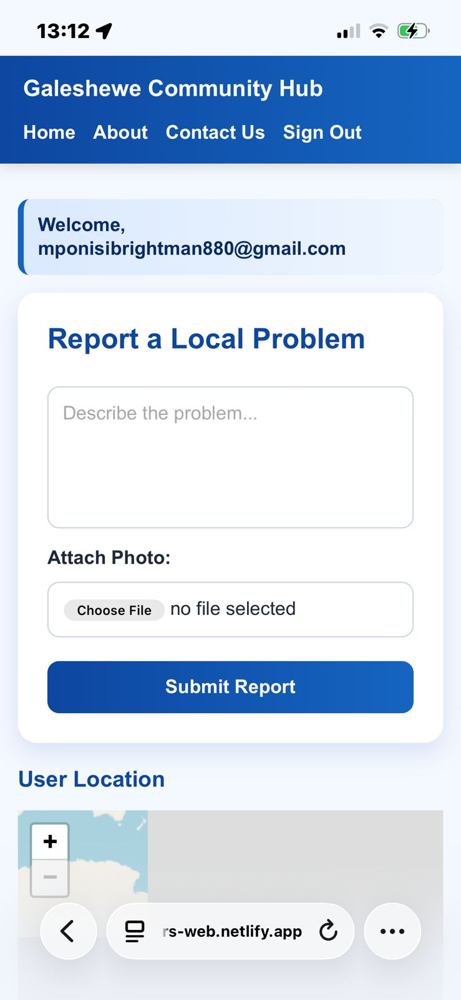 13:12
Galeshewe Community Hub
Home About Contact Us Sign Out
Welcome,
mponisibrightman880@gmail.com
Report a Local Problem
Describe the problem...
Attach Photo:
Choose File no file selected
Submit Report
User Location
+
−
rs-web.netlify.app